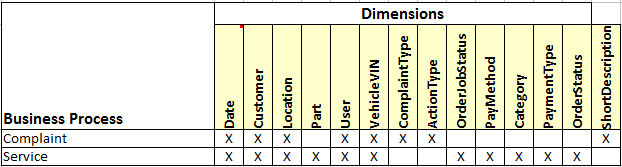 Dimensions
Business Process
Date
Customer
Location
Part
User
VehicleVIN
ComplaintType
ActionType
OrderJobStatus
PayMethod
Category
PaymentType
OrderStatus
ShortDescription
Complaint X X X X X X X X
Service X X X X X X X X X X X